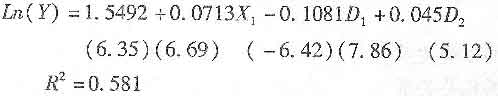 Ln(Y) = 1.5492 + 0.0713X₁ − 0.1081D₁ + 0.045D₂
(6.35)(6.69) (−6.42)(7.86) (5.12)
R² = 0.581